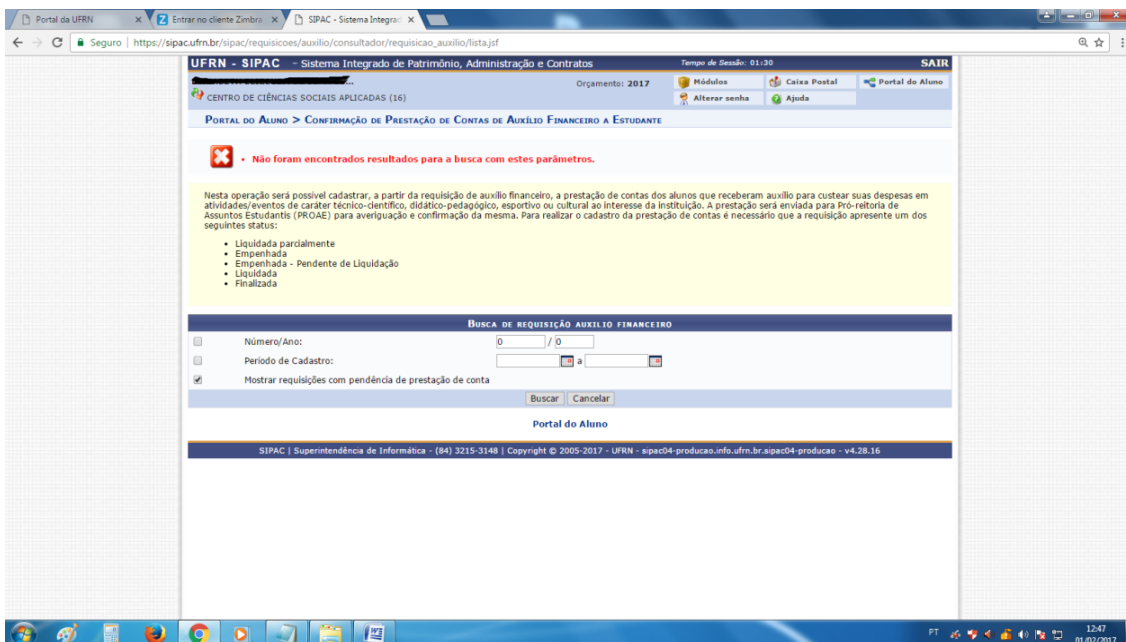 Portal da UFRN
Z Entrar no cliente Zimbra
SIPAC - Sistema Integrad
Seguro https://sipac.ufrn.br/sipac/requisicoes/auxilio/consultador/requisicao_auxilio/lista.jsf
UFRN - SIPAC - Sistema Integrado de Patrimônio, Administração e Contratos Tempo de Sessão: 01:30 SAIR
Orçamento: 2017 Módulos Caixa Postal Portal do Aluno
CENTRO DE CIÊNCIAS SOCIAIS APLICADAS (16) Alterar senha Ajuda
Portal do Aluno > Confirmação de Prestação de Contas de Auxílio Financeiro a Estudante
• Não foram encontrados resultados para a busca com estes parâmetros.
Nesta operação será possível cadastrar, a partir da requisição de auxílio financeiro, a prestação de contas dos alunos que receberam auxílio para custear suas despesas em
atividades/eventos de caráter técnico-científico, didático-pedagógico, esportivo ou cultural ao interesse da instituição. A prestação será enviada para Pró-reitoria de
Assuntos Estudantis (PROAE) para averiguação e confirmação da mesma. Para realizar o cadastro da prestação de contas é necessário que a requisição apresente um dos
seguintes status:
• Liquidada parcialmente
• Empenhada
• Empenhada - Pendente de Liquidação
• Liquidada
• Finalizada
Busca de requisição auxilio financeiro
Número/Ano: 0 / 0
Período de Cadastro: a
Mostrar requisições com pendência de prestação de conta
Buscar Cancelar
Portal do Aluno
SIPAC | Superintendência de Informática - (84) 3215-3148 | Copyright © 2005-2017 - UFRN - sipac04-producao.info.ufrn.br.sipac04-producao - v4.28.16
PT 12:47
01/02/2017